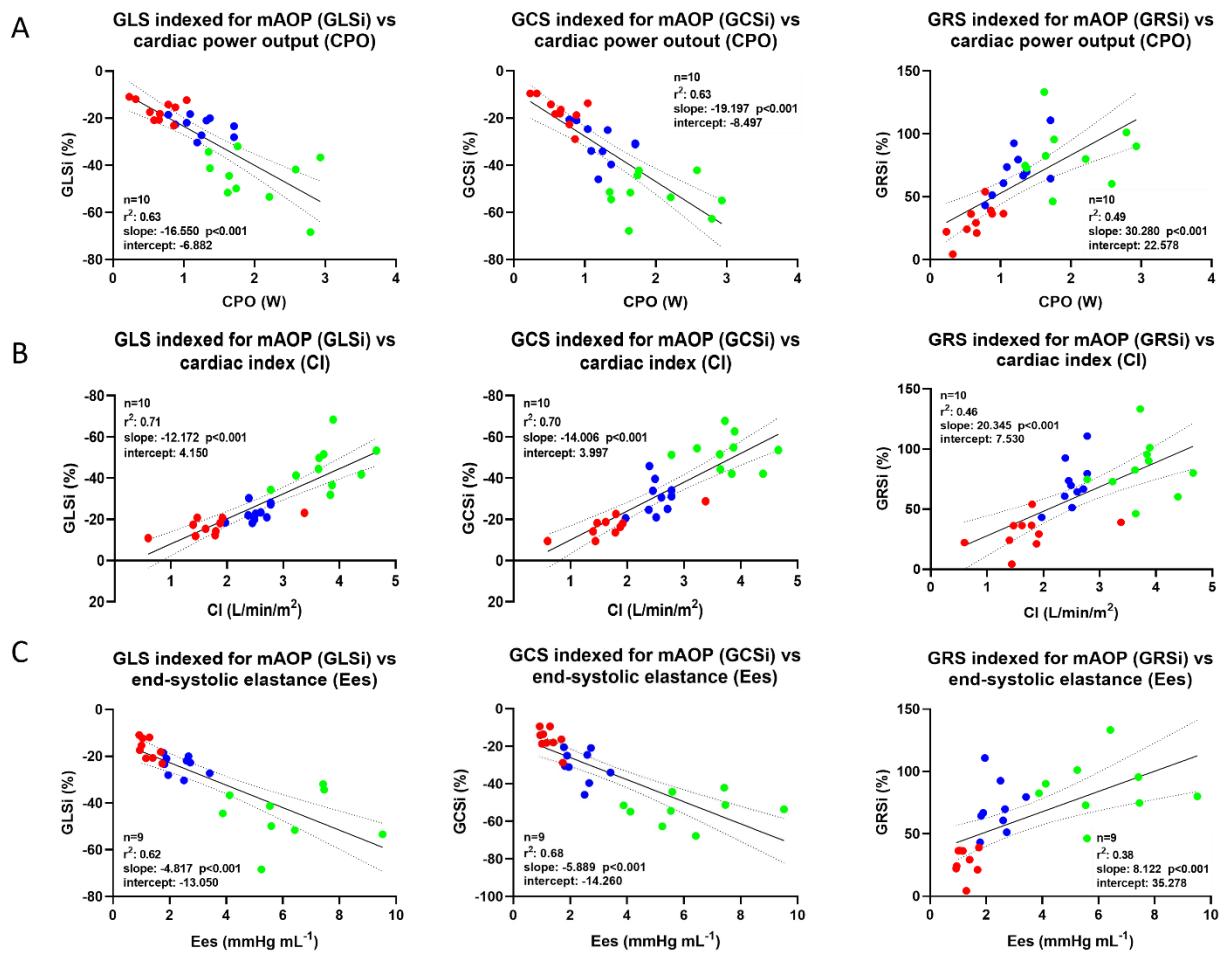 A
GLS indexed for mAOP (GLSi) vs
cardiac power output (CPO)
0
-20
-40
-60
-80
GLSi (%)
n=10
r²: 0.63
slope: -16.550 p<0.001
intercept: -6.882
0 1 2 3 4
CPO (W)
GCS indexed for mAOP (GCSi) vs
cardiac power outout (CPO)
0
-20
-40
-60
-80
GCSi (%)
n=10
r²: 0.63
slope: -19.197 p<0.001
intercept: -8.497
0 1 2 3 4
CPO (W)
GRS indexed for mAOP (GRSi) vs
cardiac power output (CPO)
150
100
50
0
GRSi (%)
n=10
r²: 0.49
slope: 30.280 p<0.001
intercept: 22.578
0 1 2 3 4
CPO (W)
B
GLS indexed for mAOP (GLSi) vs
cardiac index (CI)
-80
-60
-40
-20
0
20
GLSi (%)
n=10
r²: 0.71
slope: -12.172 p<0.001
intercept: 4.150
1 2 3 4 5
CI (L/min/m²)
GCS indexed for mAOP (GCSi) vs
cardiac index (CI)
-80
-60
-40
-20
0
20
GCSi (%)
n=10
r²: 0.70
slope: -14.006 p<0.001
intercept: 3.997
1 2 3 4 5
CI (L/min/m²)
GRS indexed for mAOP (GRSi) vs
cardiac index (CI)
150
100
50
0
GRSi (%)
n=10
r²: 0.46
slope: 20.345 p<0.001
intercept: 7.530
0 1 2 3 4 5
CI (L/min/m²)
C
GLS indexed for mAOP (GLSi) vs
end-systolic elastance (Ees)
0
-20
-40
-60
-80
GLSi (%)
n=9
r²: 0.62
slope: -4.817 p<0.001
intercept: -13.050
0 2 4 6 8 10
Ees (mmHg mL⁻¹)
GCS indexed for mAOP (GCSi) vs
end-systolic elastance (Ees)
0
-20
-40
-60
-80
-100
GCSi (%)
n=9
r²: 0.68
slope: -5.889 p<0.001
intercept: -14.260
0 2 4 6 8 10
Ees (mmHg mL⁻¹)
GRS indexed for mAOP (GRSi) vs
end-systolic elastance (Ees)
150
100
50
0
GRSi (%)
n=9
r²: 0.38
slope: 8.122 p<0.001
intercept: 35.278
0 2 4 6 8 10
Ees (mmHg mL⁻¹)